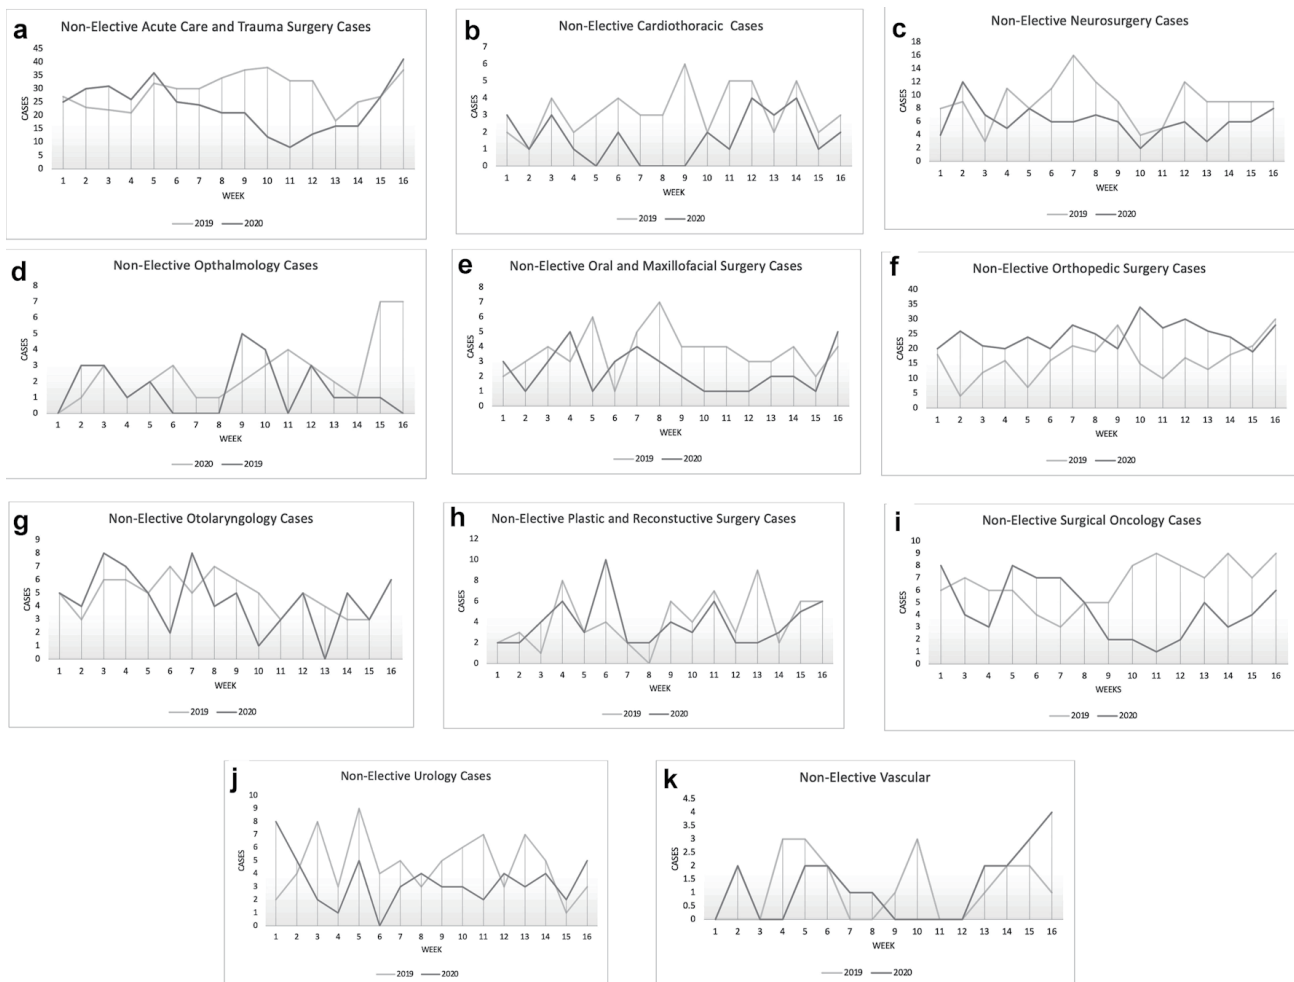 a
Non-Elective Acute Care and Trauma Surgery Cases
45
40
35
30
25
20
15
10
5
0
CASES
1 2 3 4 5 6 7 8 9 10 11 12 13 14 15 16
WEEK
2019 2020
b
Non-Elective Cardiothoracic Cases
7
6
5
4
3
2
1
0
CASES
1 2 3 4 5 6 7 8 9 10 11 12 13 14 15 16
WEEK
2019 2020
c
Non-Elective Neurosurgery Cases
18
16
14
12
10
8
6
4
2
0
CASES
1 2 3 4 5 6 7 8 9 10 11 12 13 14 15 16
WEEK
2019 2020
d
Non-Elective Opthalmology Cases
8
7
6
5
4
3
2
1
0
CASES
1 2 3 4 5 6 7 8 9 10 11 12 13 14 15 16
WEEK
2020 2019
e
Non-Elective Oral and Maxillofacial Surgery Cases
8
7
6
5
4
3
2
1
0
CASES
1 2 3 4 5 6 7 8 9 10 11 12 13 14 15 16
WEEK
2019 2020
f
Non-Elective Orthopedic Surgery Cases
40
35
30
25
20
15
10
5
0
CASES
1 2 3 4 5 6 7 8 9 10 11 12 13 14 15 16
WEEK
2019 2020
g
Non-Elective Otolaryngology Cases
9
8
7
6
5
4
3
2
1
0
CASES
1 2 3 4 5 6 7 8 9 10 11 12 13 14 15 16
WEEK
2019 2020
h
Non-Elective Plastic and Reconstuctive Surgery Cases
12
10
8
6
4
2
0
CASES
1 2 3 4 5 6 7 8 9 10 11 12 13 14 15 16
WEEK
2019 2020
i
Non-Elective Surgical Oncology Cases
10
9
8
7
6
5
4
3
2
1
0
CASES
1 3 4 5 6 7 8 9 10 11 12 13 14 15 16
WEEKS
2019 2020
j
Non-Elective Urology Cases
10
9
8
7
6
5
4
3
2
1
0
CASES
1 2 3 4 5 6 7 8 9 10 11 12 13 14 15 16
WEEK
2019 2020
k
Non-Elective Vascular
4.5
4
3.5
3
2.5
2
1.5
1
0.5
0
CASES
1 2 3 4 5 6 7 8 9 10 11 12 13 14 15 16
WEEK
2019 2020